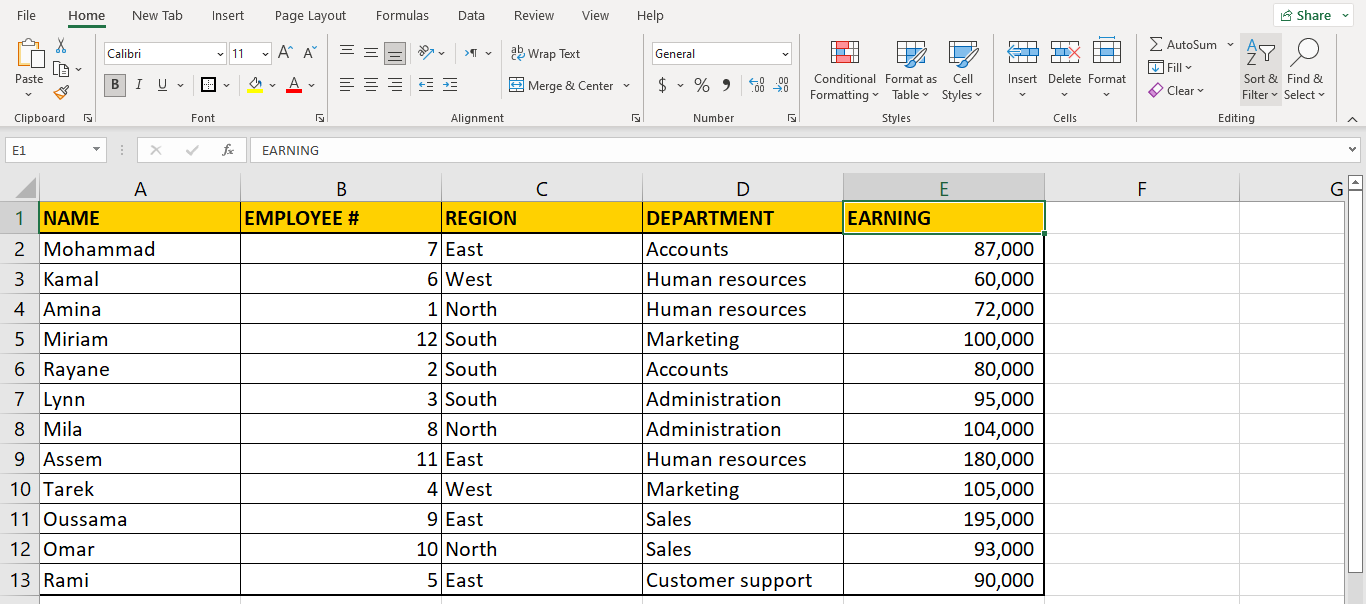 File Home New Tab Insert Page Layout Formulas Data Review View Help Share
Calibri 11 ab Wrap Text General AutoSum
Paste Conditional Format as Cell Insert Delete Format Fill Sort & Find &
B I U A Merge & Center $ % Formatting Table Styles Clear Filter Select
Clipboard Font Alignment Number Styles Cells Editing
E1 fx EARNING
A B C D E F G
1 NAME EMPLOYEE # REGION DEPARTMENT EARNING
2 Mohammad 7 East Accounts 87,000
3 Kamal 6 West Human resources 60,000
4 Amina 1 North Human resources 72,000
5 Miriam 12 South Marketing 100,000
6 Rayane 2 South Accounts 80,000
7 Lynn 3 South Administration 95,000
8 Mila 8 North Administration 104,000
9 Assem 11 East Human resources 180,000
10 Tarek 4 West Marketing 105,000
11 Oussama 9 East Sales 195,000
12 Omar 10 North Sales 93,000
13 Rami 5 East Customer support 90,000